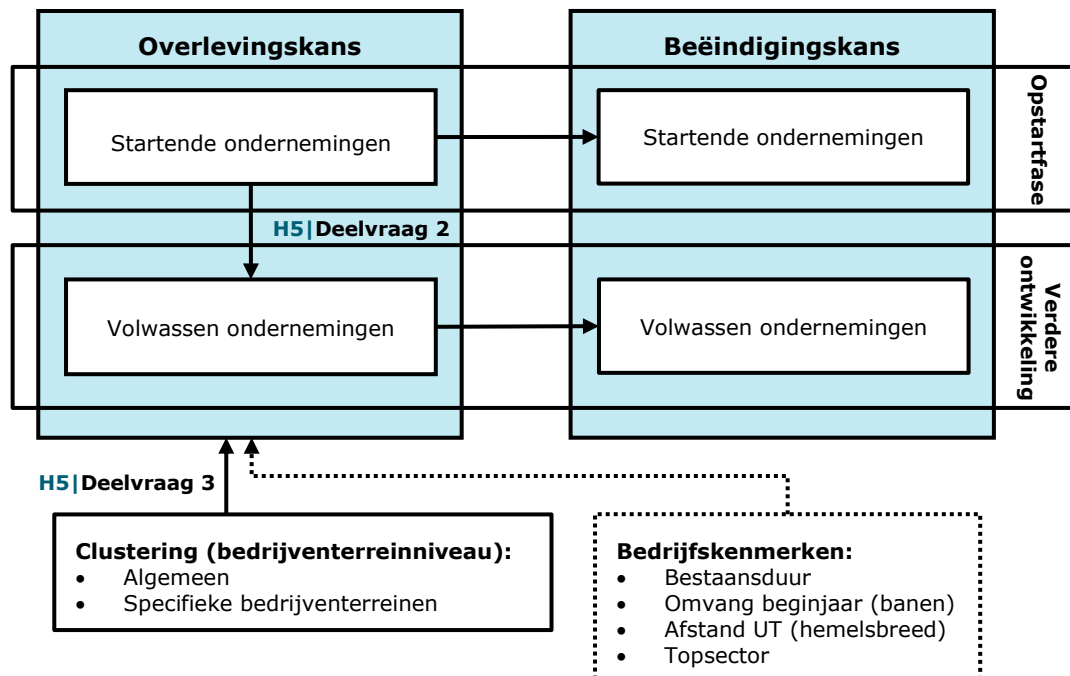 Overlevingskans
Beëindigingskans
Startende ondernemingen
Startende ondernemingen
Opstartfase
H5|Deelvraag 2
Volwassen ondernemingen
Volwassen ondernemingen
Verdere
ontwikkeling
H5|Deelvraag 3
Clustering (bedrijventerreinniveau):
• Algemeen
• Specifieke bedrijventerreinen
Bedrijfskenmerken:
• Bestaansduur
• Omvang beginjaar (banen)
• Afstand UT (hemelsbreed)
• Topsector